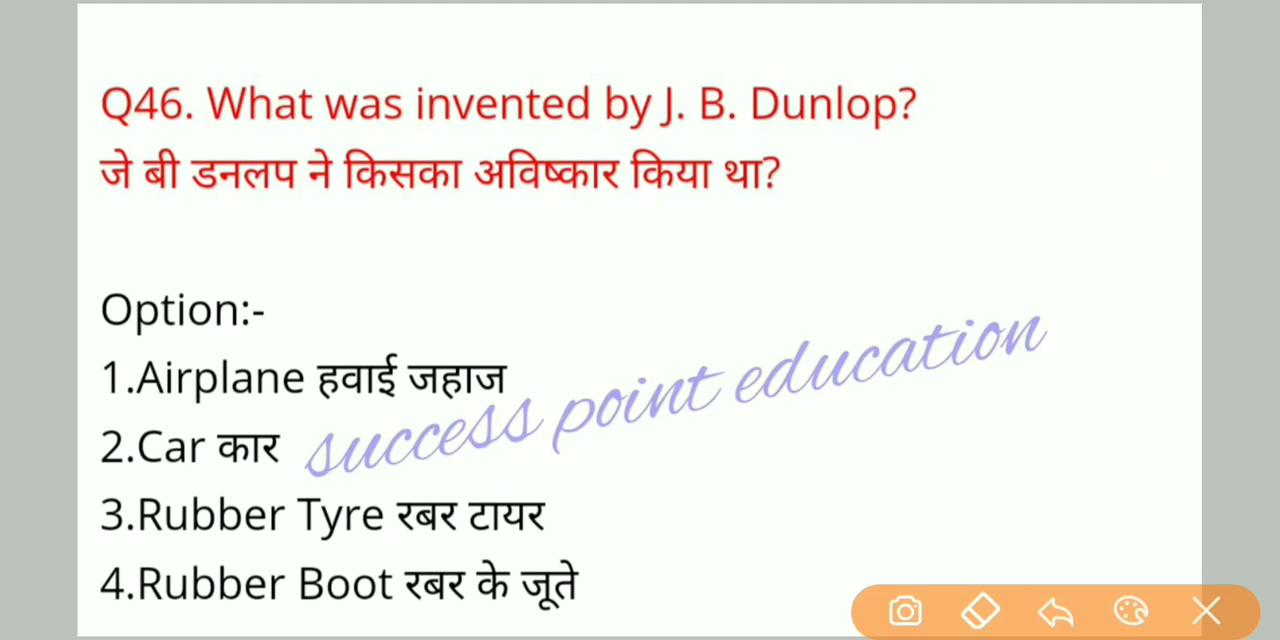 Q46. What was invented by J. B. Dunlop?
जे बी डनलप ने किसका अविष्कार किया था?
Option:-
1.Airplane हवाई जहाज
2.Car कार
success point education
3.Rubber Tyre रबर टायर
4.Rubber Boot रबर के जूते